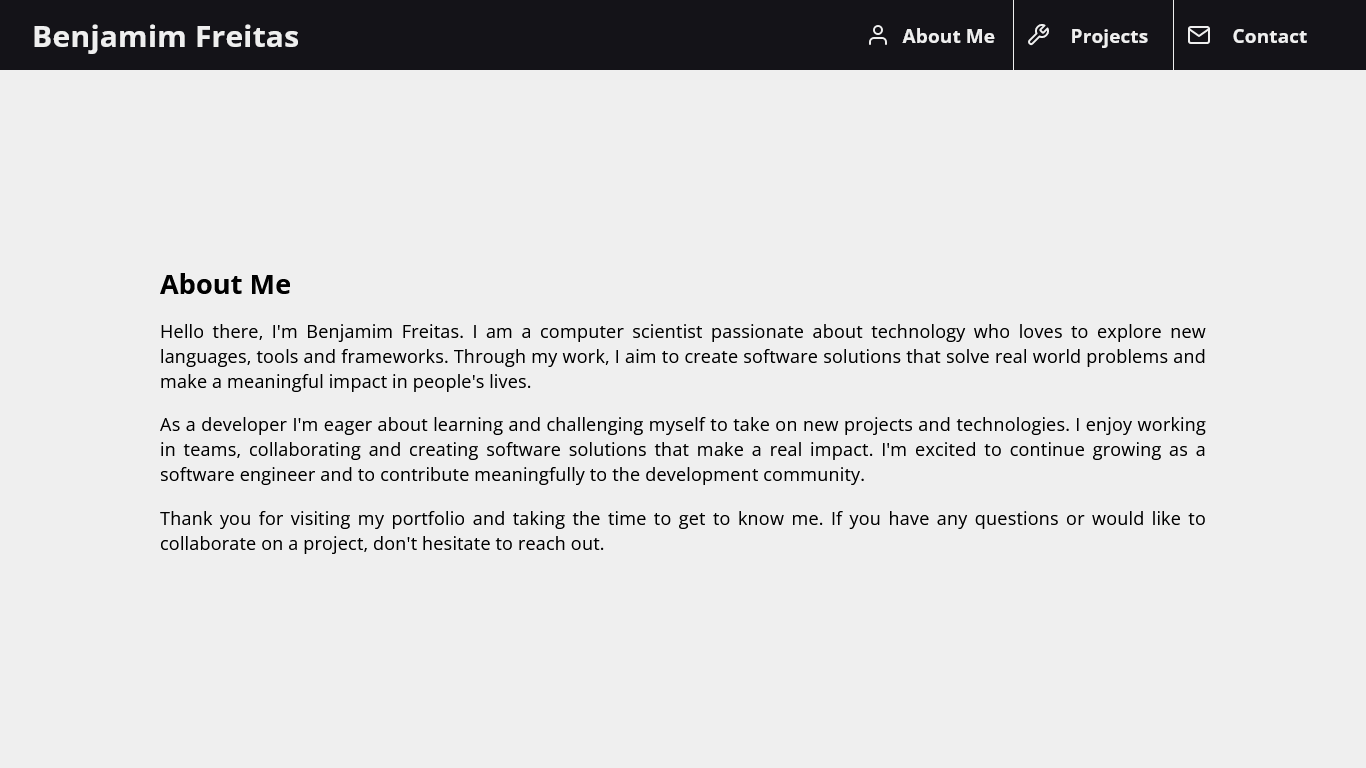 Benjamim Freitas
About Me
Projects
Contact
About Me
Hello there, I'm Benjamim Freitas. I am a computer scientist passionate about technology who loves to explore new
languages, tools and frameworks. Through my work, I aim to create software solutions that solve real world problems and
make a meaningful impact in people's lives.
As a developer I'm eager about learning and challenging myself to take on new projects and technologies. I enjoy working
in teams, collaborating and creating software solutions that make a real impact. I'm excited to continue growing as a
software engineer and to contribute meaningfully to the development community.
Thank you for visiting my portfolio and taking the time to get to know me. If you have any questions or would like to
collaborate on a project, don't hesitate to reach out.